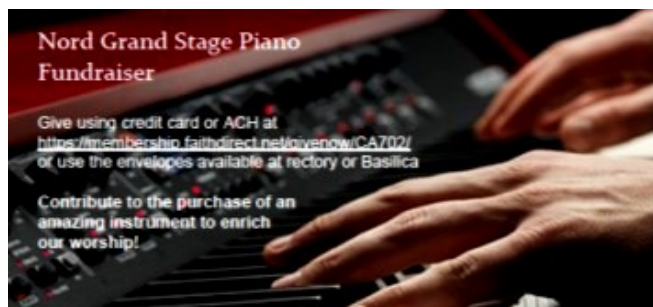 Nord Grand Stage Piano
Fundraiser
Give using credit card or ACH at
https://membership.faithdirect.net/givenow/CA702/
or use the envelopes available at rectory or Basilica
Contribute to the purchase of an
amazing instrument to enrich
our worship!